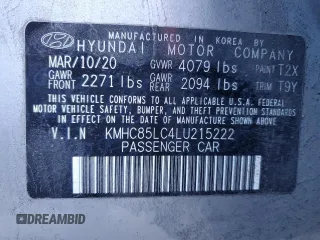 MANUFACTURED IN KOREA BY
HYUNDAI MOTOR COMPANY
MAR/10/20 GVWR 4079 lbs PAINT T2X
GAWR FRONT 2271 lbs GAWR REAR 2094 lbs TRIM T9Y
THIS VEHICLE CONFORMS TO ALL APPLICABLE
FEDERAL MOTOR VEHICLE SAFETY, BUMPER,
AND THEFT PREVENTION STANDARDS IN EFFECT ON
THE DATE OF MANUFACTURE SHOWN ABOVE.
V.I.N KMHC85LC4LU215222
PASSENGER CAR
DREAMBID